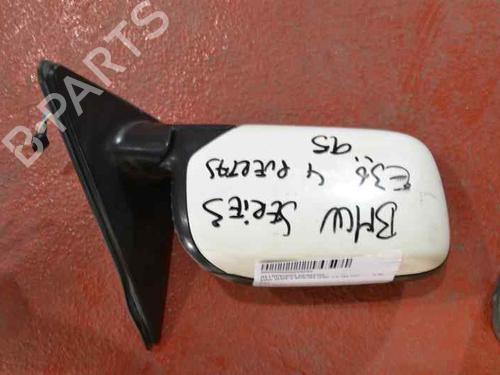 B-PARTS
BMW SERIE 3
E36 4 PUERTAS
95